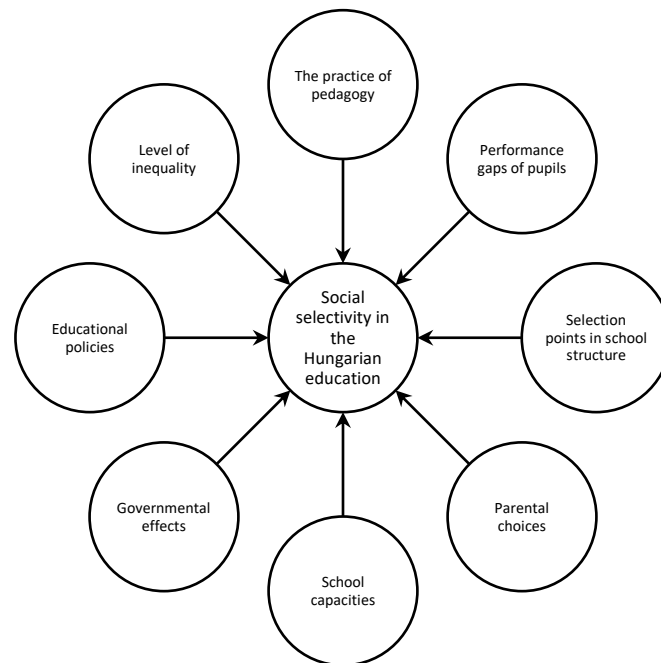 The practice of
pedagogy
Level of
inequality
Performance
gaps of pupils
Social
selectivity in
the
Hungarian
education
Educational
policies
Selection
points in school
structure
Governmental
effects
Parental
choices
School
capacities